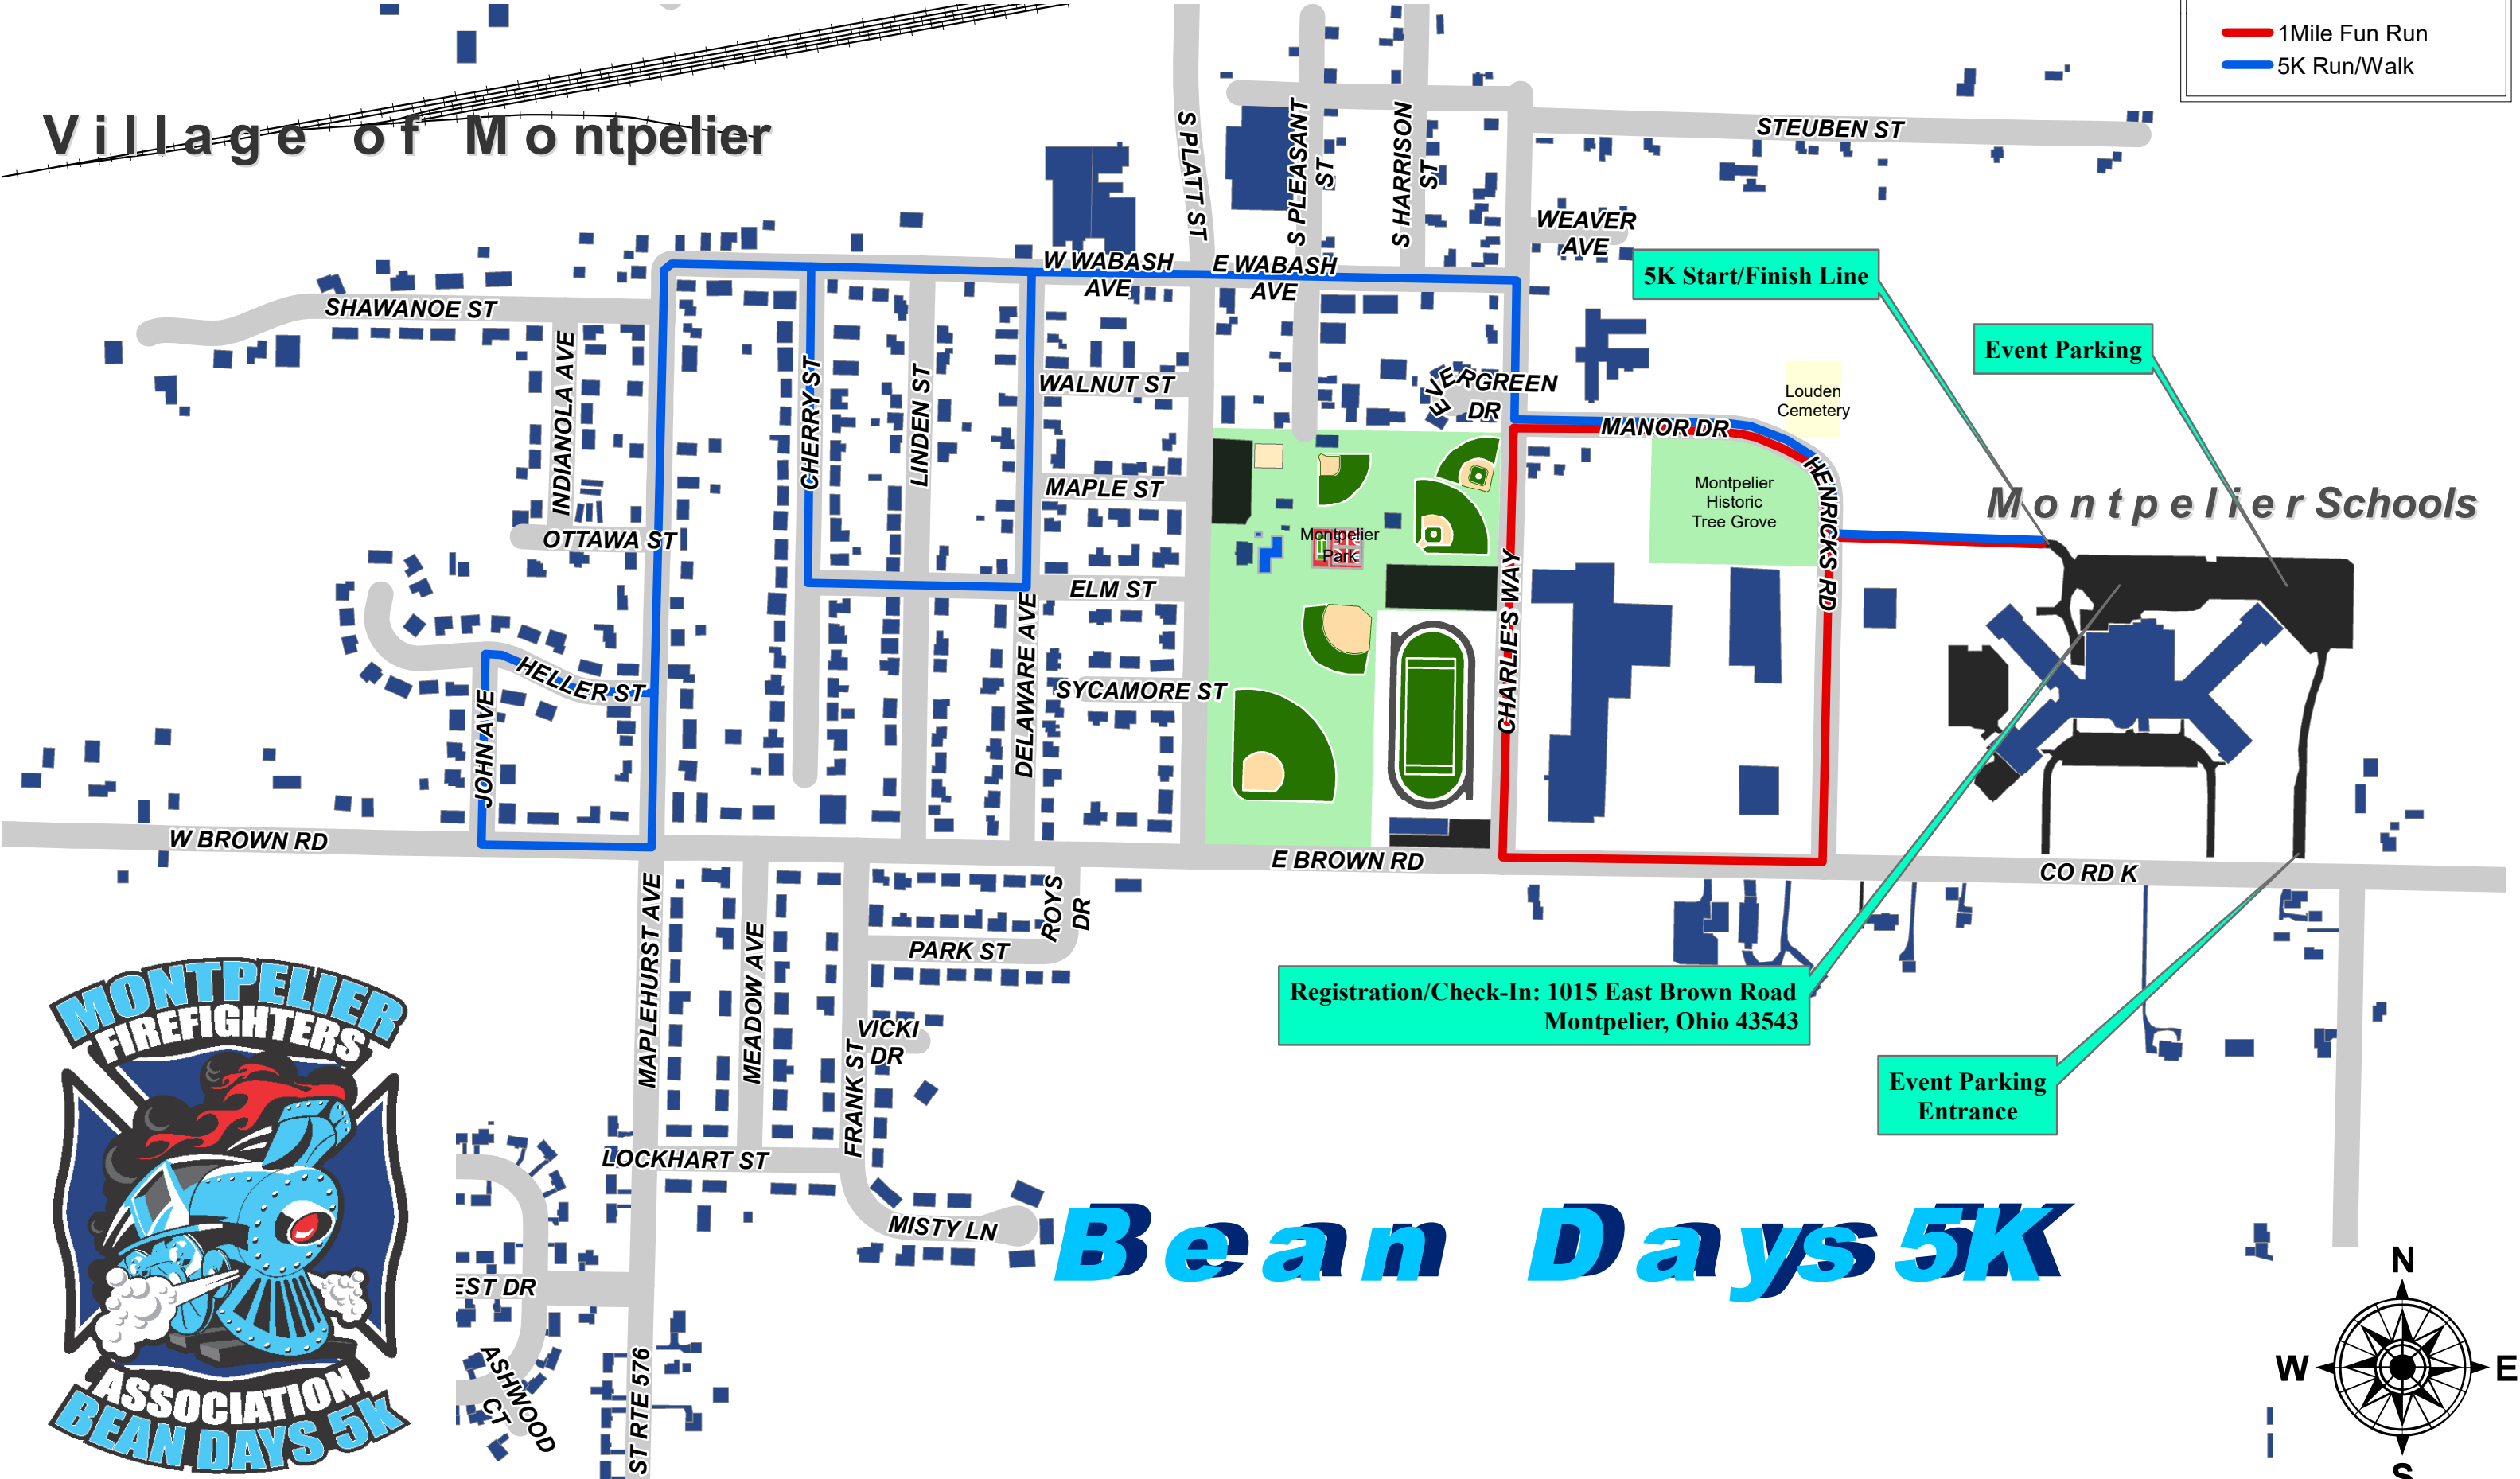 1Mile Fun Run
5K Run/Walk
Village of Montpelier
STEUBEN ST
S PLATT ST
S PLEASANT
ST
S HARRISON
ST
WEAVER
AVE
W WABASH
AVE
E WABASH
AVE
5K Start/Finish Line
SHAWANOE ST
Event Parking
INDIANOLA AVE
CHERRY ST
LINDEN ST
WALNUT ST
EVERGREEN
DR
Louden
Cemetery
MANOR DR
HENRICKS RD
MAPLE ST
Montpelier
Historic
Tree Grove
Montpelier Schools
OTTAWA ST
Montpelier
Park
ELM ST
CHARLIE'S WAY
DELAWARE AVE
HELLER ST
SYCAMORE ST
JOHN AVE
W BROWN RD
E BROWN RD
CO RD K
MAPLEHURST AVE
MEADOW AVE
ROYS
DR
PARK ST
Registration/Check-In: 1015 East Brown Road
Montpelier, Ohio 43543
VICKI
DR
FRANK ST
Event Parking
Entrance
LOCKHART ST
MISTY LN
Bean Days 5K
EST DR
ASHWOOD
CT
ST RTE 576
MONTPELIER
FIREFIGHTERS
ASSOCIATION
BEAN DAYS 5K
N
W
E
S